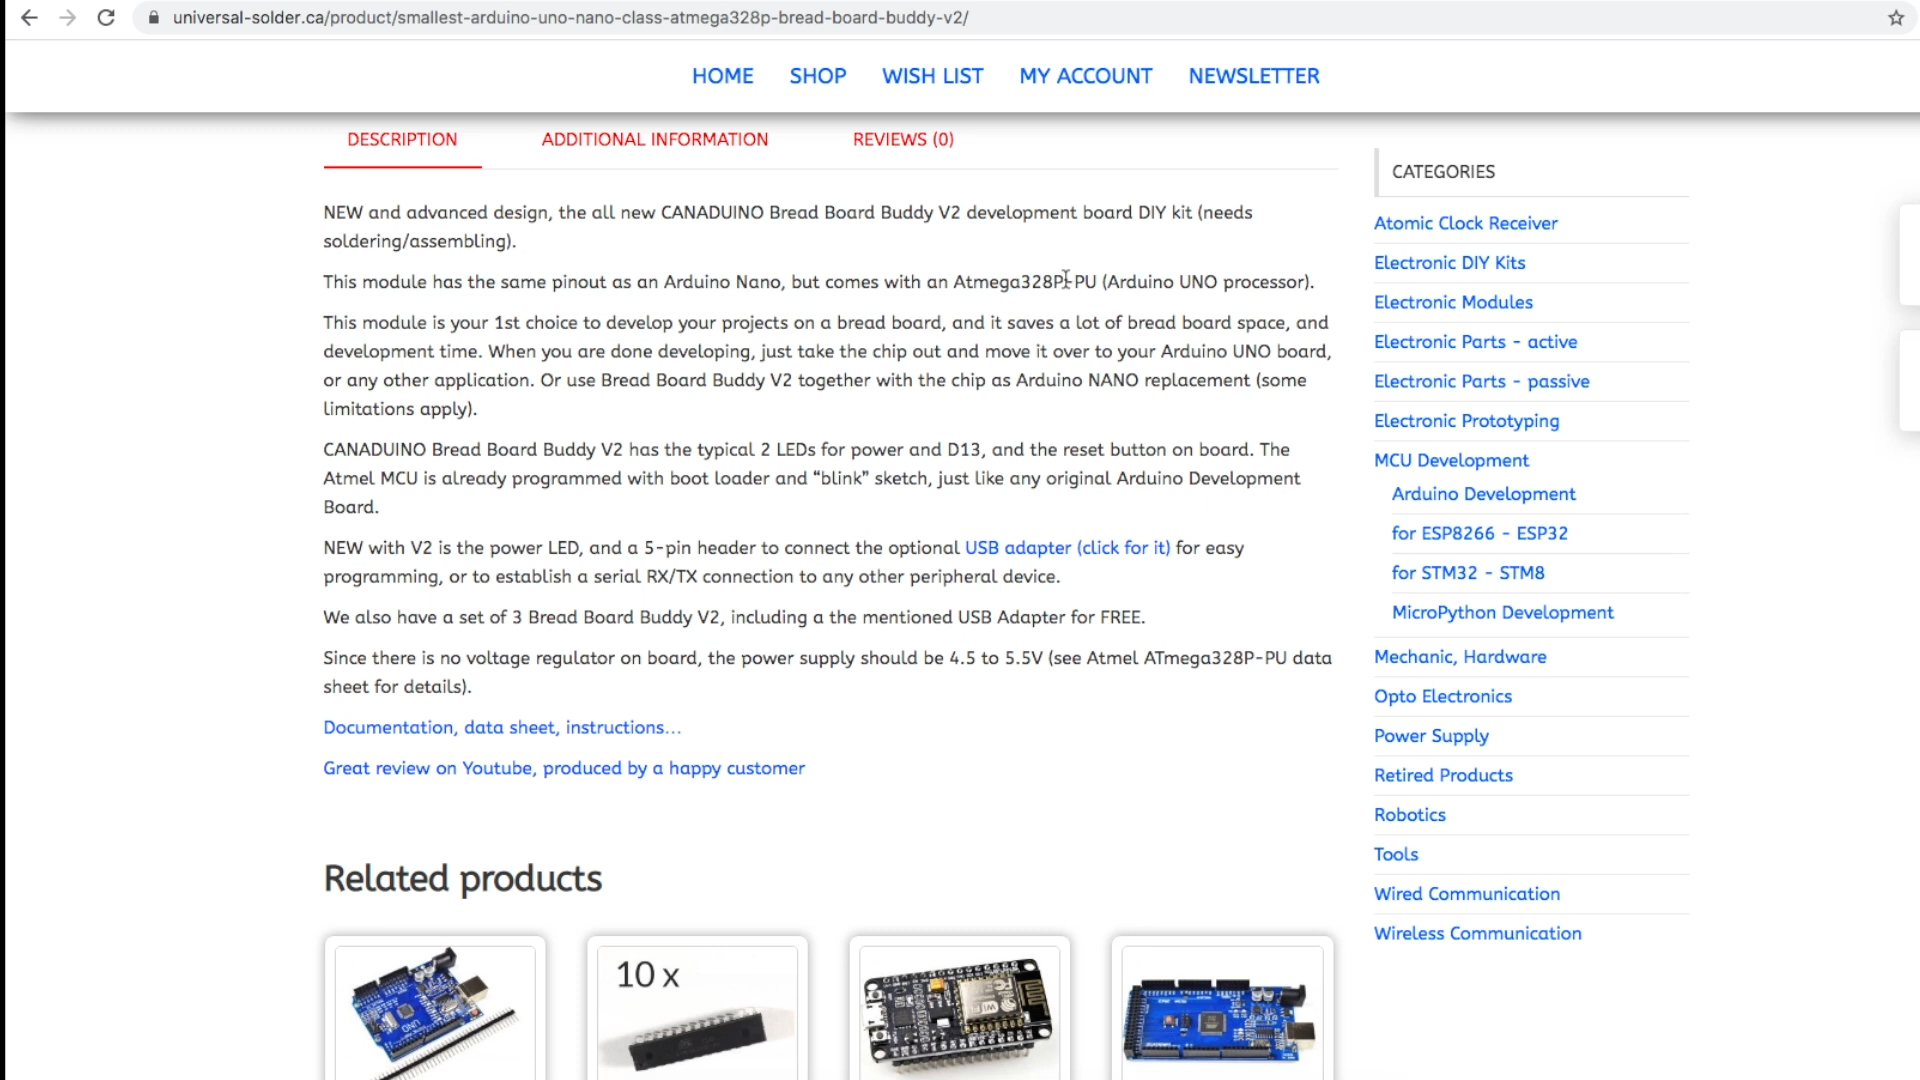 universal-solder.ca/product/smallest-arduino-uno-nano-class-atmega328p-bread-board-buddy-v2/
HOME SHOP WISH LIST MY ACCOUNT NEWSLETTER
DESCRIPTION ADDITIONAL INFORMATION REVIEWS (0)
NEW and advanced design, the all new CANADUINO Bread Board Buddy V2 development board DIY kit (needs
soldering/assembling).
This module has the same pinout as an Arduino Nano, but comes with an Atmega328P-PU (Arduino UNO processor).
This module is your 1st choice to develop your projects on a bread board, and it saves a lot of bread board space, and
development time. When you are done developing, just take the chip out and move it over to your Arduino UNO board,
or any other application. Or use Bread Board Buddy V2 together with the chip as Arduino NANO replacement (some
limitations apply).
CANADUINO Bread Board Buddy V2 has the typical 2 LEDs for power and D13, and the reset button on board. The
Atmel MCU is already programmed with boot loader and “blink” sketch, just like any original Arduino Development
Board.
NEW with V2 is the power LED, and a 5-pin header to connect the optional USB adapter (click for it) for easy
programming, or to establish a serial RX/TX connection to any other peripheral device.
We also have a set of 3 Bread Board Buddy V2, including a the mentioned USB Adapter for FREE.
Since there is no voltage regulator on board, the power supply should be 4.5 to 5.5V (see Atmel ATmega328P-PU data
sheet for details).
Documentation, data sheet, instructions…
Great review on Youtube, produced by a happy customer
Related products
10 x
CATEGORIES
Atomic Clock Receiver
Electronic DIY Kits
Electronic Modules
Electronic Parts - active
Electronic Parts - passive
Electronic Prototyping
MCU Development
Arduino Development
for ESP8266 - ESP32
for STM32 - STM8
MicroPython Development
Mechanic, Hardware
Opto Electronics
Power Supply
Retired Products
Robotics
Tools
Wired Communication
Wireless Communication